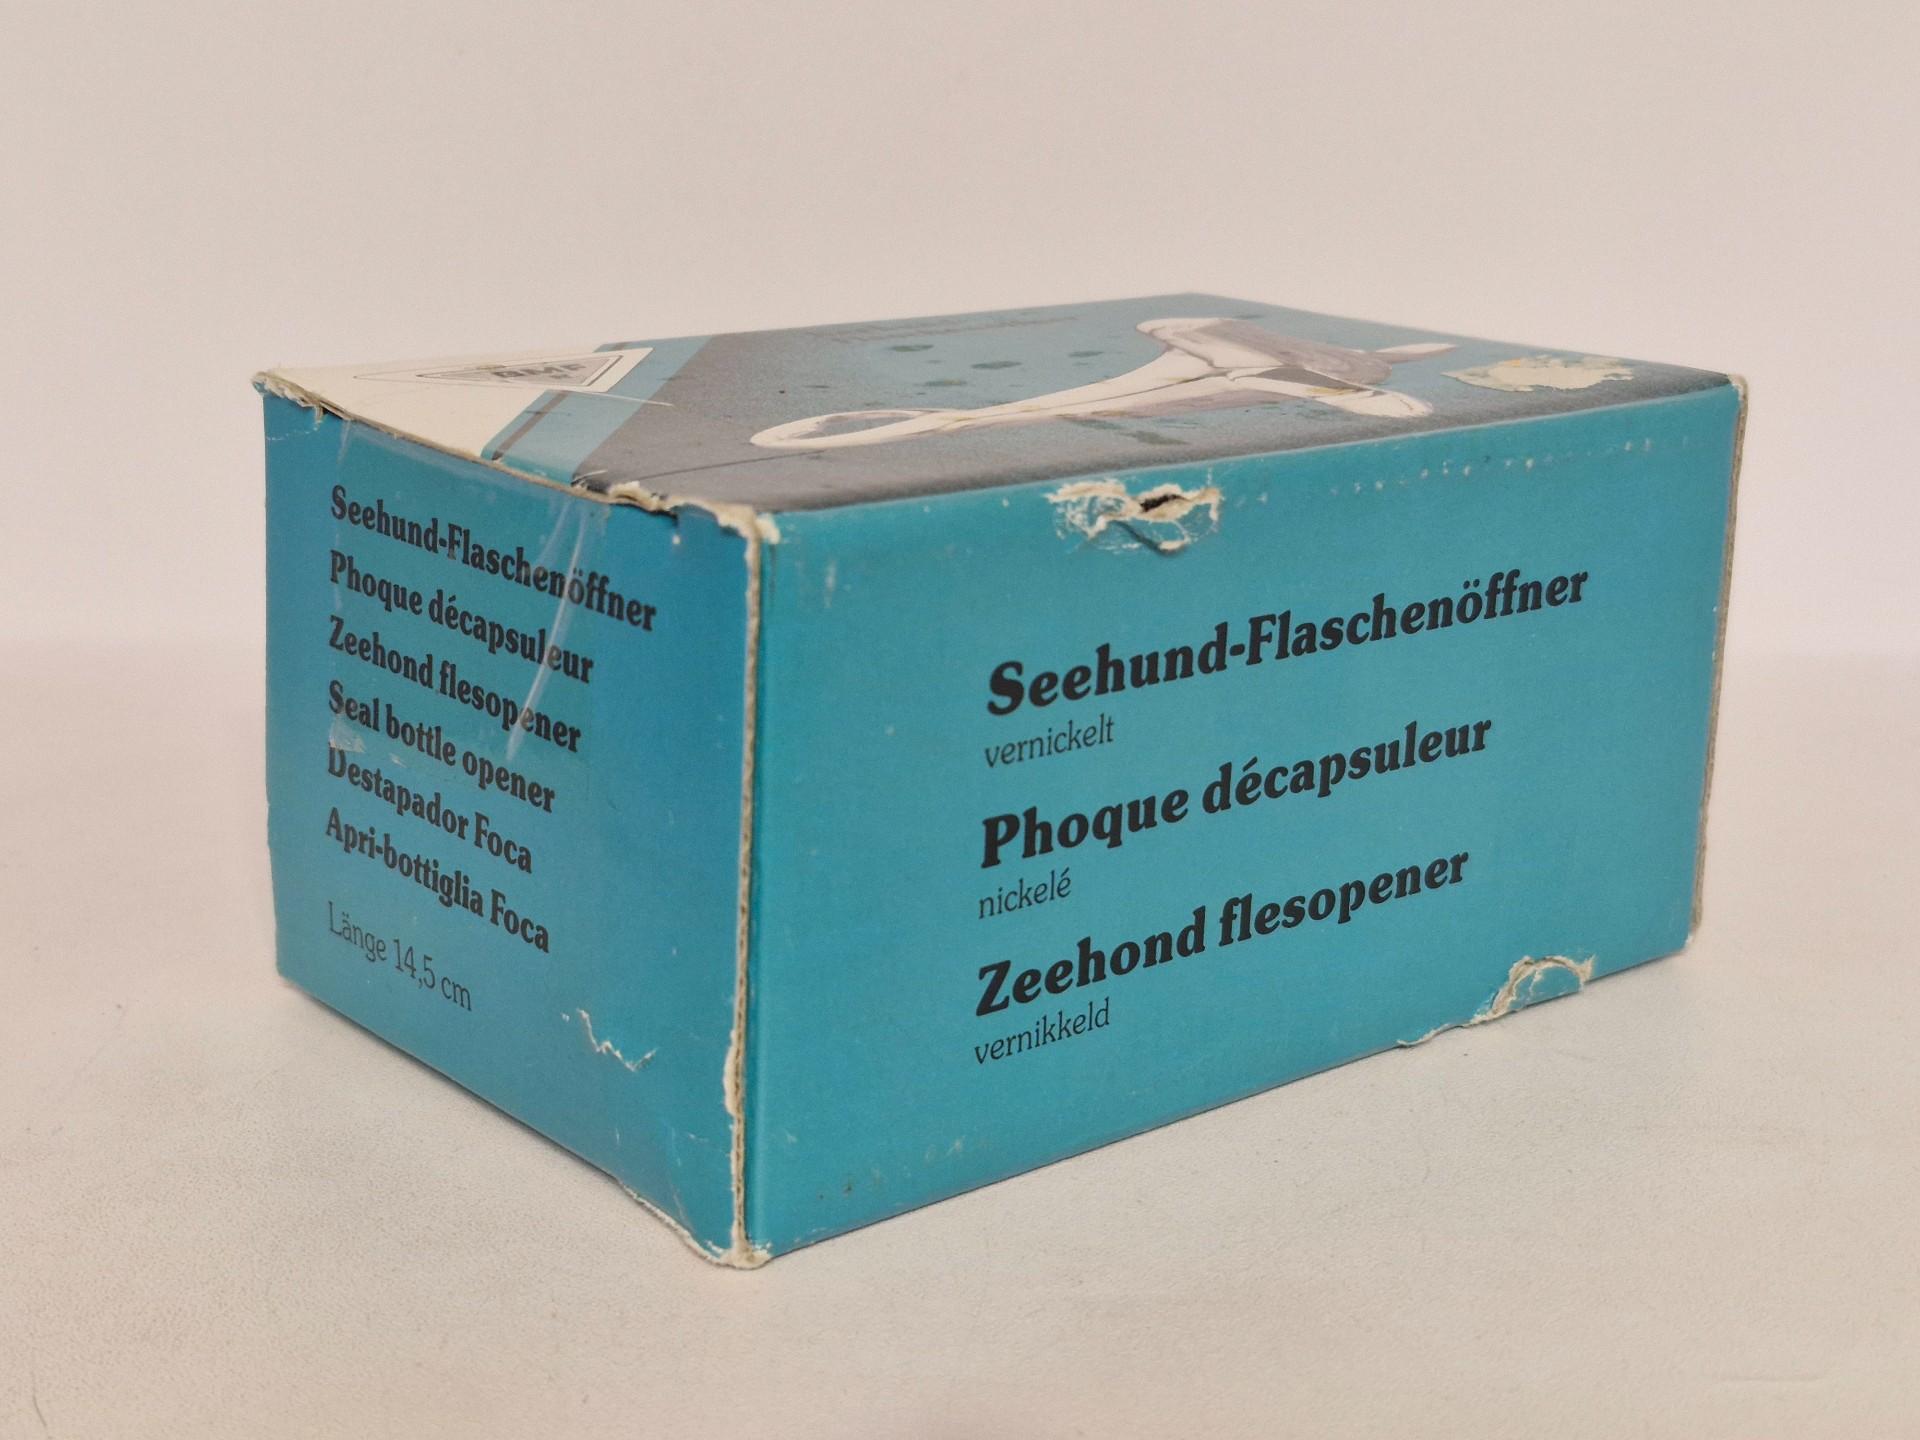 BMF
Seehund-Flaschenöffner
Phoque décapsuleur
Zeehond flesopener
Seal bottle opener
Destapador Foca
Apri-bottiglia Foca
Länge 14,5 cm
Seehund-Flaschenöffner
vernickelt
Phoque décapsuleur
nickelé
Zeehond flesopener
vernikkeld